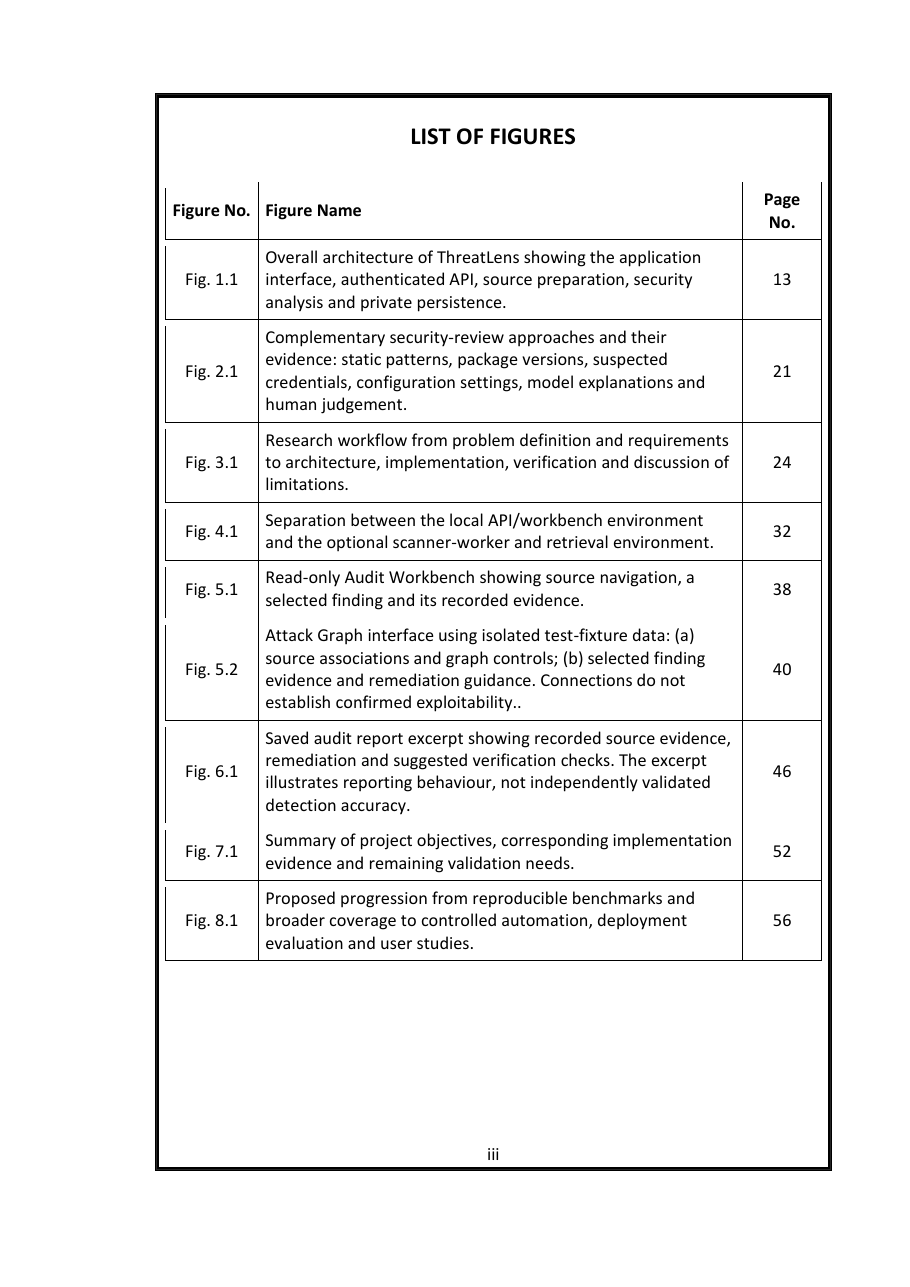 LIST OF FIGURES
Figure No.
Figure Name
Page
No.
Fig. 1.1
Overall architecture of ThreatLens showing the application
interface, authenticated API, source preparation, security
analysis and private persistence.
13
Fig. 2.1
Complementary security-review approaches and their
evidence: static patterns, package versions, suspected
credentials, configuration settings, model explanations and
human judgement.
21
Fig. 3.1
Research workflow from problem definition and requirements
to architecture, implementation, verification and discussion of
limitations.
24
Fig. 4.1
Separation between the local API/workbench environment
and the optional scanner-worker and retrieval environment.
32
Fig. 5.1
Read-only Audit Workbench showing source navigation, a
selected finding and its recorded evidence.
38
Fig. 5.2
Attack Graph interface using isolated test-fixture data: (a)
source associations and graph controls; (b) selected finding
evidence and remediation guidance. Connections do not
establish confirmed exploitability..
40
Fig. 6.1
Saved audit report excerpt showing recorded source evidence,
remediation and suggested verification checks. The excerpt
illustrates reporting behaviour, not independently validated
detection accuracy.
46
Fig. 7.1
Summary of project objectives, corresponding implementation
evidence and remaining validation needs.
52
Fig. 8.1
Proposed progression from reproducible benchmarks and
broader coverage to controlled automation, deployment
evaluation and user studies.
56
iii